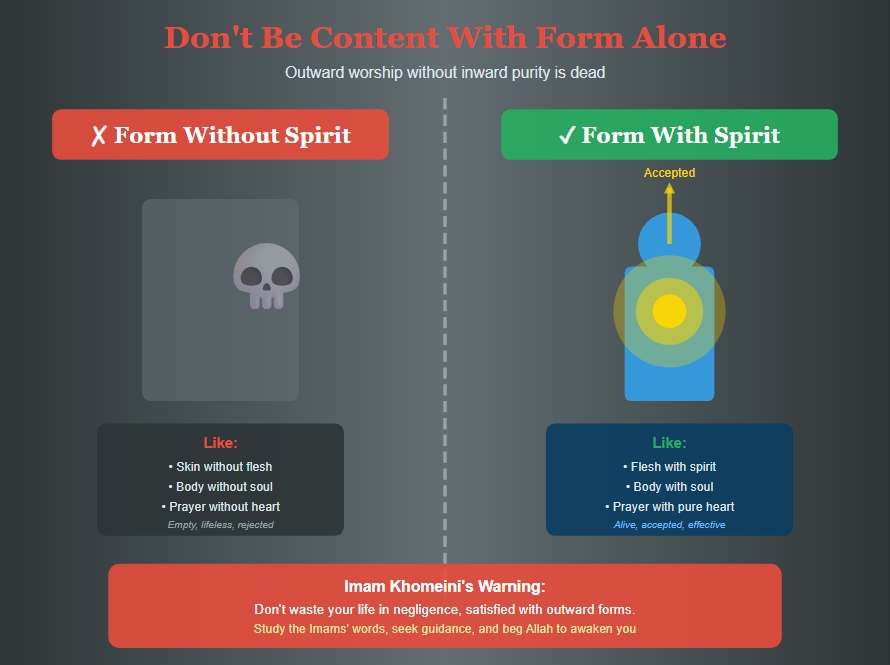 Don't Be Content With Form Alone
Outward worship without inward purity is dead
✗ Form Without Spirit
✓ Form With Spirit
Accepted
Like:
• Skin without flesh
• Body without soul
• Prayer without heart
Empty, lifeless, rejected
Like:
• Flesh with spirit
• Body with soul
• Prayer with pure heart
Alive, accepted, effective
Imam Khomeini's Warning:
Don't waste your life in negligence, satisfied with outward forms.
Study the Imams' words, seek guidance, and beg Allah to awaken you